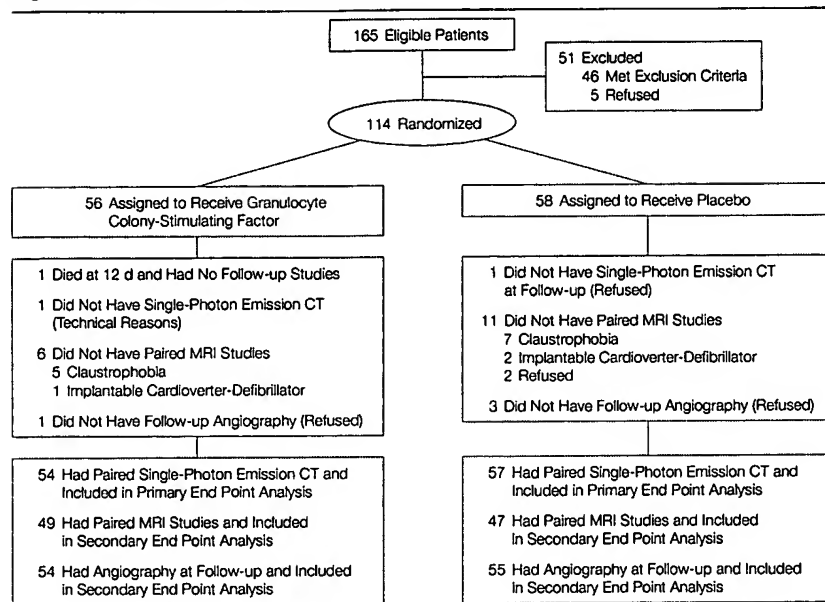 165 Eligible Patients
51 Excluded
46 Met Exclusion Criteria
5 Refused
114 Randomized
56 Assigned to Receive Granulocyte
Colony-Stimulating Factor
58 Assigned to Receive Placebo
1 Died at 12 d and Had No Follow-up Studies
1 Did Not Have Single-Photon Emission CT
(Technical Reasons)
6 Did Not Have Paired MRI Studies
5 Claustrophobia
1 Implantable Cardioverter-Defibrillator
1 Did Not Have Follow-up Angiography (Refused)
1 Did Not Have Single-Photon Emission CT
at Follow-up (Refused)
11 Did Not Have Paired MRI Studies
7 Claustrophobia
2 Implantable Cardioverter-Defibrillator
2 Refused
3 Did Not Have Follow-up Angiography (Refused)
54 Had Paired Single-Photon Emission CT and
Included in Primary End Point Analysis
49 Had Paired MRI Studies and Included
in Secondary End Point Analysis
54 Had Angiography at Follow-up and Included
in Secondary End Point Analysis
57 Had Paired Single-Photon Emission CT and
Included in Primary End Point Analysis
47 Had Paired MRI Studies and Included
in Secondary End Point Analysis
55 Had Angiography at Follow-up and Included
in Secondary End Point Analysis